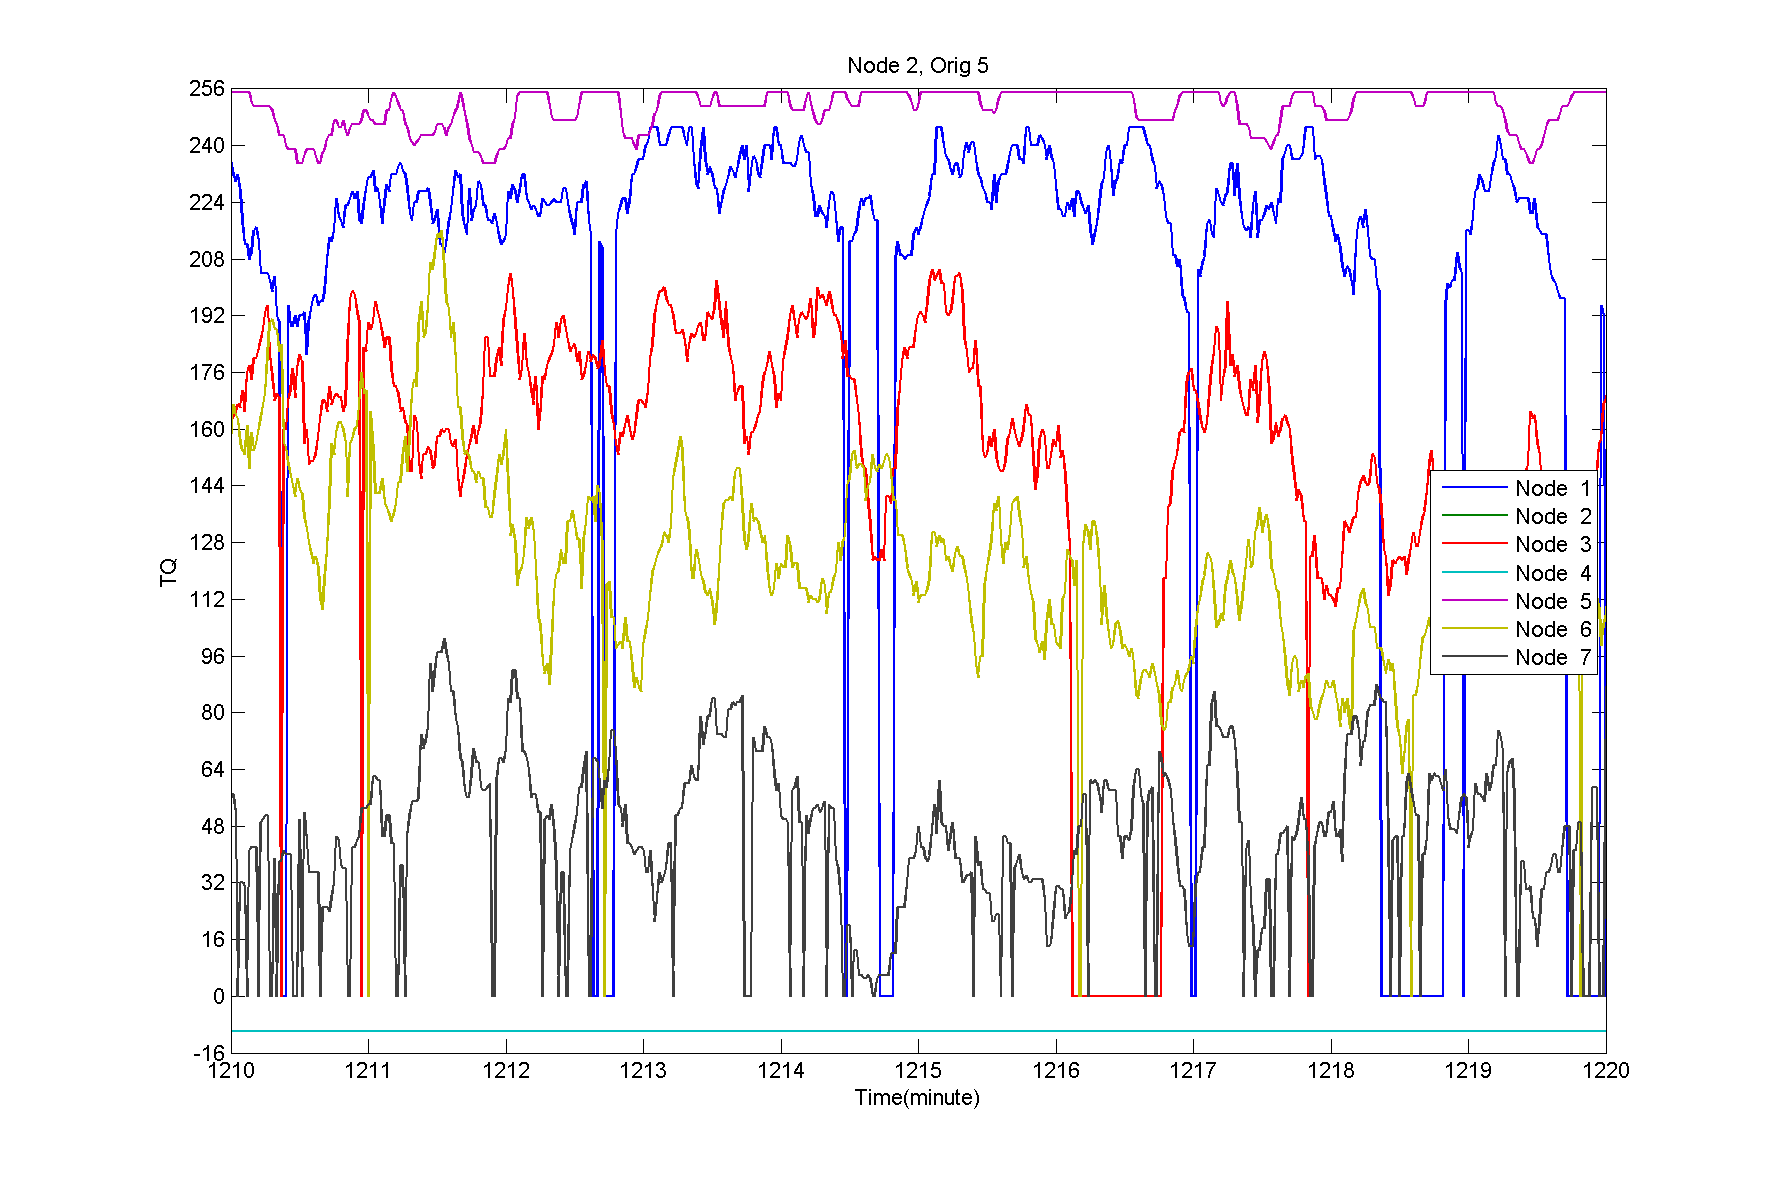 Node 2, Orig 5
256
240
224
208
192
176
160
144
128
112
96
80
64
48
32
16
0
-16
TQ
1210 1211 1212 1213 1214 1215 1216 1217 1218 1219 1220
Time(minute)
Node 1
Node 2
Node 3
Node 4
Node 5
Node 6
Node 7